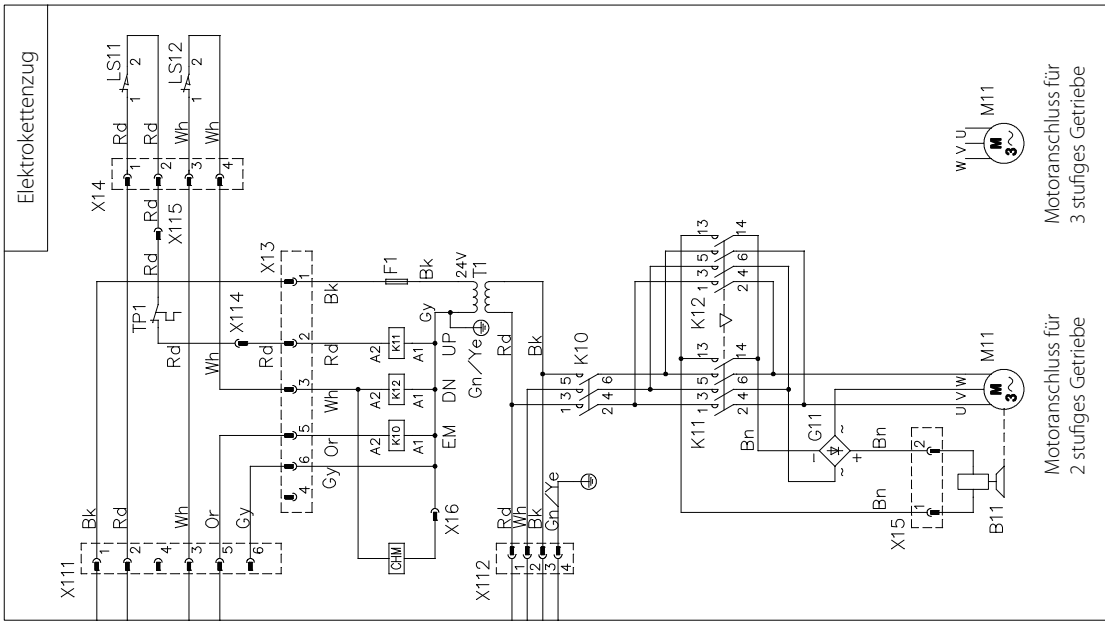 Elektrokettenzug
LS11
1 2
LS12
1 2
Rd
Rd
Wh
Wh
X14
1
2
3
4
Rd
X115
Rd
TP1
X114
Rd
Rd
Wh
X13
1
2
3
5
6
4
Bk
F1
Bk
24V
T1
Gy
Gn/Ye
Rd
A2 K11 A1 UP
Wh
A2 K12 A1 DN
Or
A2 K10 A1 EM
Gy
CHM
X16
X111
1 Bk
2 Rd
4
3 Wh
5 Or
6 Gy
X112
1 Rd
2 Wh
3 Bk
4 Gn/Ye
Rd
Bk
K10
1 3 5
2 4 6
K11
1 3 5 13
2 4 6 14
K12
1 3 5 13
2 4 6 14
Bn
G11
~ ~
- +
Bn
Bn
X15
1 2
B11
U V W
M11
M
3~
Motoranschluss für
2 stufiges Getriebe
W V U
M11
M
3~
Motoranschluss für
3 stufiges Getriebe